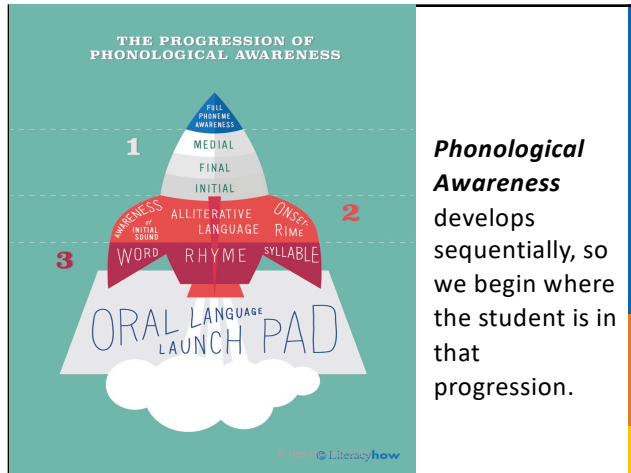 THE PROGRESSION OF
PHONOLOGICAL AWARENESS
FULL
PHONEME
AWARENESS
1
MEDIAL
FINAL
INITIAL
AWARENESS
of
INITIAL
SOUND
ALLITERATIVE
LANGUAGE
ONSET-
RIME
2
3
WORD
RHYME
SYLLABLE
ORAL LANGUAGE
LAUNCH PAD
© Literacyhow
Phonological
Awareness
develops
sequentially, so
we begin where
the student is in
that
progression.